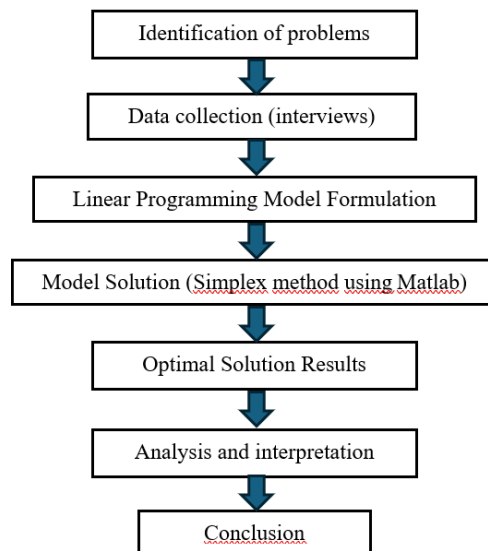 Identification of problems
Data collection (interviews)
Linear Programming Model Formulation
Model Solution (Simplex method using Matlab)
Optimal Solution Results
Analysis and interpretation
Conclusion